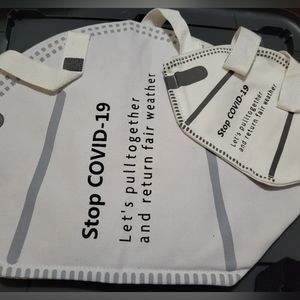 Stop COVID-19
Let's pulltogether
and return fair weather
Stop COVID-19
Let's pulltogether
and return fair weather